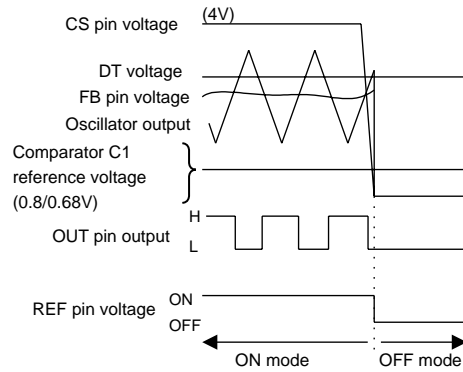 CS pin voltage
(4V)
DT voltage
FB pin voltage
Oscillator output
Comparator C1
reference voltage
(0.8/0.68V)
OUT pin output
H
L
REF pin voltage
ON
OFF
ON mode
OFF mode